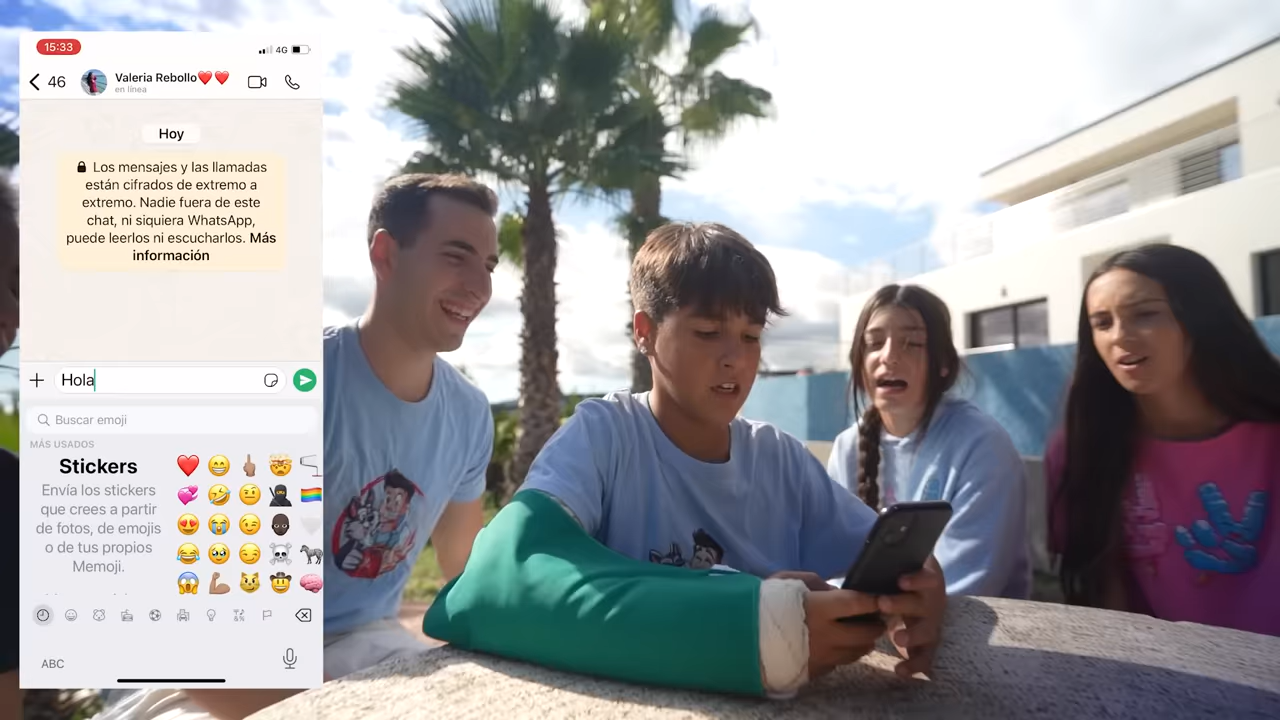 15:33
4G
46
Valeria Rebollo❤️❤️
en línea
Hoy
Los mensajes y las llamadas
están cifrados de extremo a
extremo. Nadie fuera de este
chat, ni siquiera WhatsApp,
puede leerlos ni escucharlos. Más
información
Hola
Buscar emoji
MÁS USADOS
Stickers
Envía los stickers
que crees a partir
de fotos, de emojis
o de tus propios
Memoji.
ABC